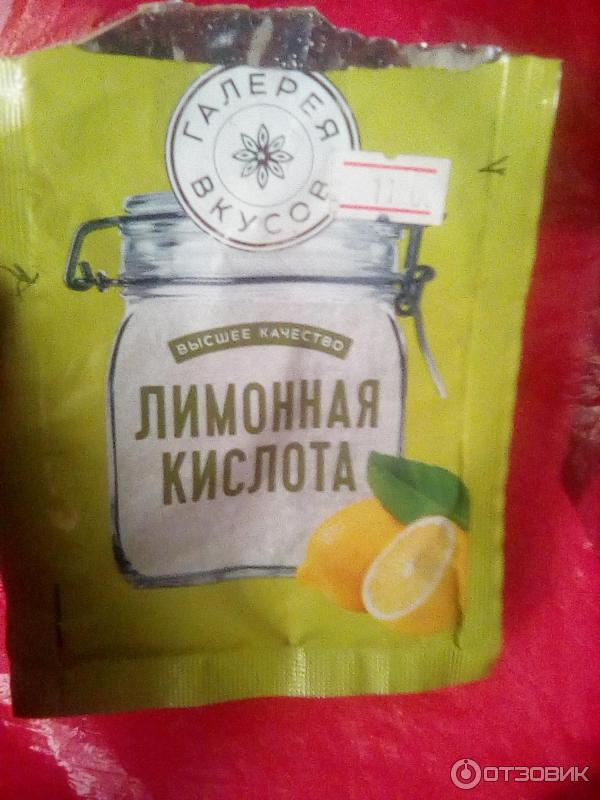 ГАЛЕРЕЯ
ВКУСОВ
ВЫСШЕЕ КАЧЕСТВО
ЛИМОННАЯ
КИСЛОТА
ОТЗОВИК